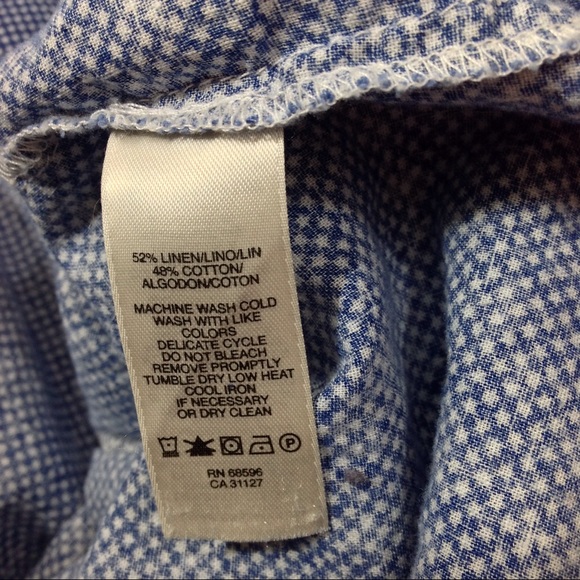 52% LINEN/LINO/LIN
48% COTTON/
ALGODON/COTON
MACHINE WASH COLD
WASH WITH LIKE
COLORS
DELICATE CYCLE
DO NOT BLEACH
REMOVE PROMPTLY
TUMBLE DRY LOW HEAT
COOL IRON
IF NECESSARY
OR DRY CLEAN
P
RN 68596
CA 31127